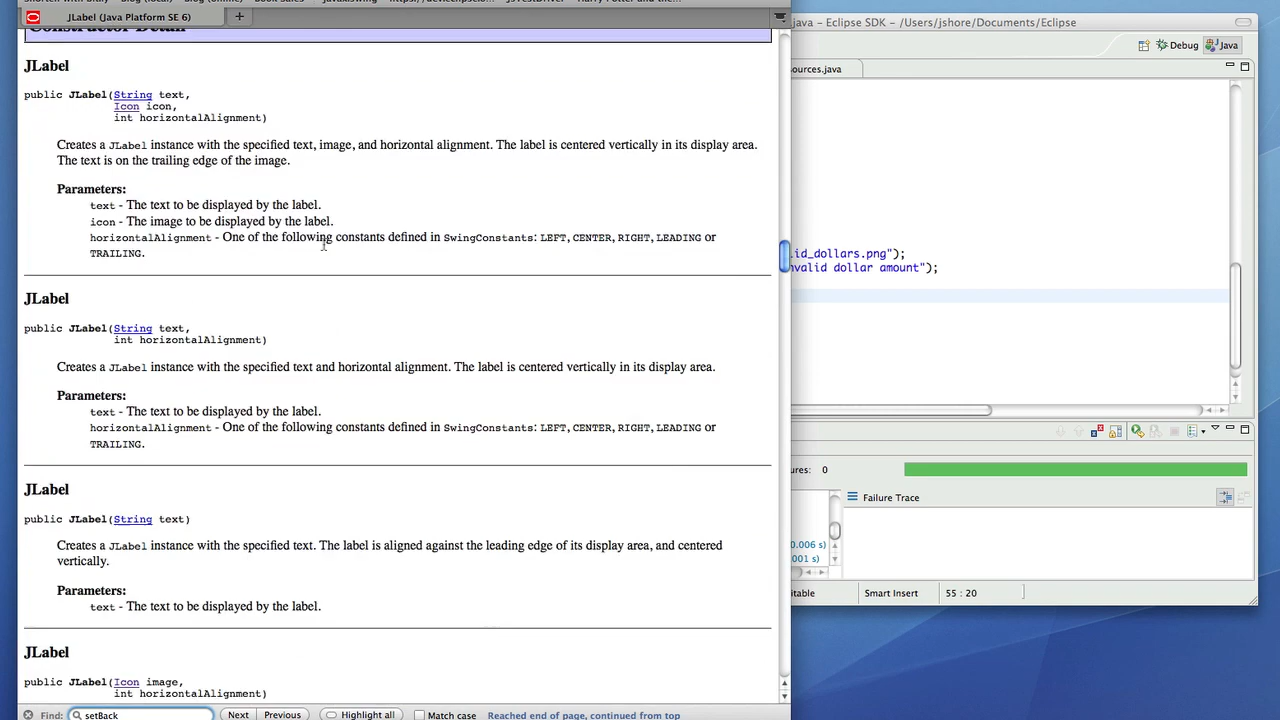 JLabel (Java Platform SE 6)
Constructor Detail
JLabel
public JLabel(String text,
Icon icon,
int horizontalAlignment)
Creates a JLabel instance with the specified text, image, and horizontal alignment. The label is centered vertically in its display area.
The text is on the trailing edge of the image.
Parameters:
text - The text to be displayed by the label.
icon - The image to be displayed by the label.
horizontalAlignment - One of the following constants defined in SwingConstants: LEFT, CENTER, RIGHT, LEADING or
TRAILING.
JLabel
public JLabel(String text,
int horizontalAlignment)
Creates a JLabel instance with the specified text and horizontal alignment. The label is centered vertically in its display area.
Parameters:
text - The text to be displayed by the label.
horizontalAlignment - One of the following constants defined in SwingConstants: LEFT, CENTER, RIGHT, LEADING or
TRAILING.
JLabel
public JLabel(String text)
Creates a JLabel instance with the specified text. The label is aligned against the leading edge of its display area, and centered
vertically.
Parameters:
text - The text to be displayed by the label.
JLabel
public JLabel(Icon image,
int horizontalAlignment)
Find: setBack Next Previous Highlight all Match case Reached end of page, continued from top
.java – Eclipse SDK – /Users/jshore/Documents/Eclipse
Debug Java
ources.java
lid_dollars.png");
nvalid dollar amount");
ures: 0
Failure Trace
0.006 s)
001 s)
itable Smart Insert 55 : 20